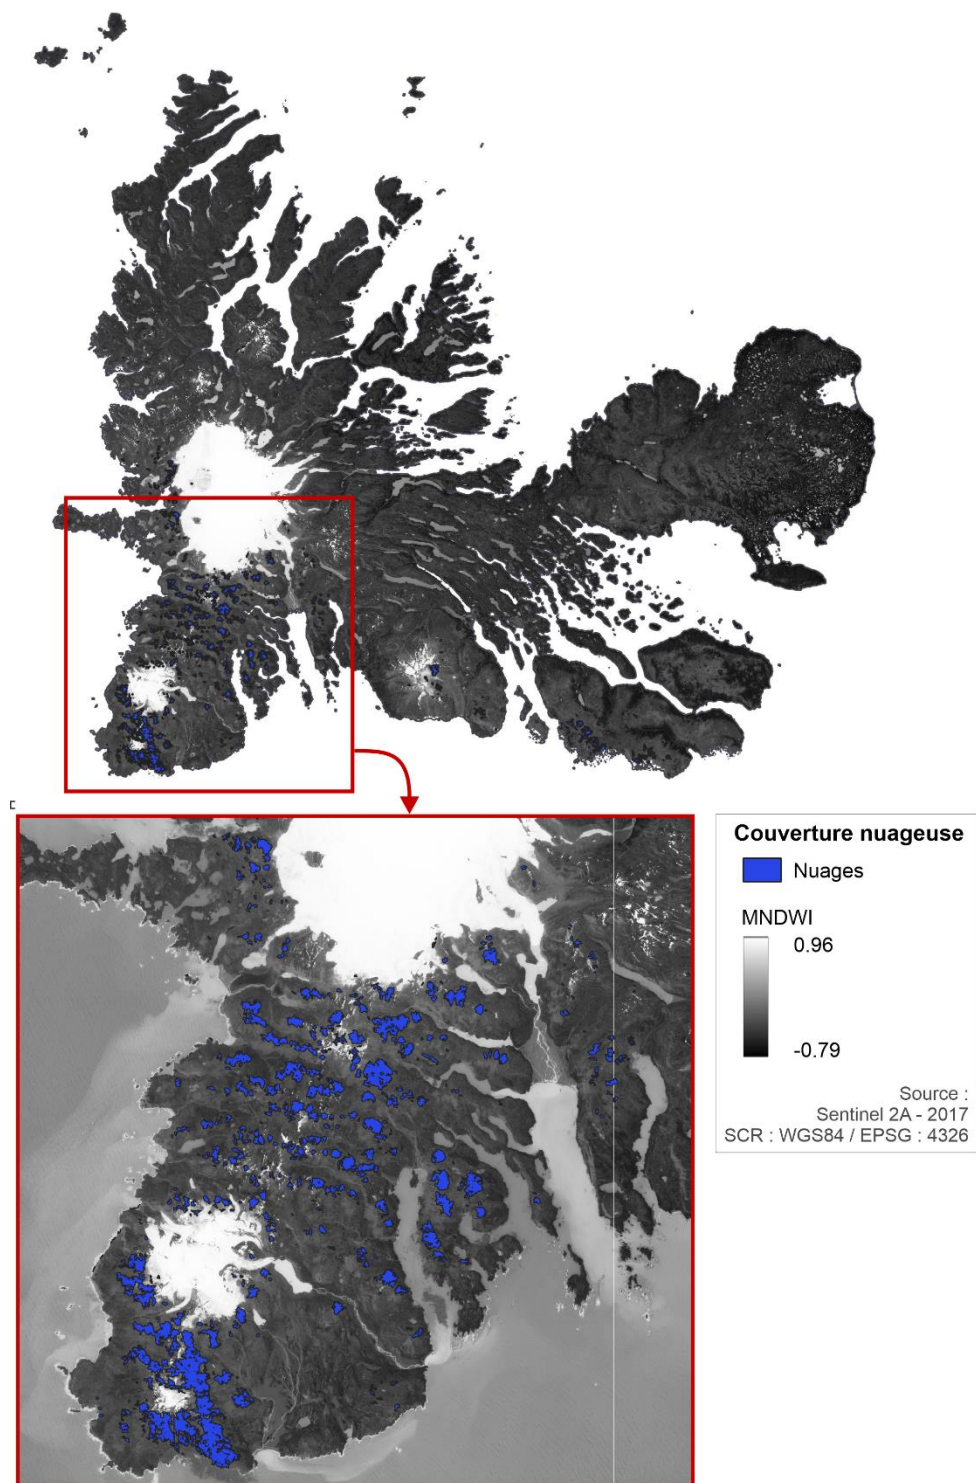 Couverture nuageuse
Nuages
MNDWI
0.96
-0.79
Source :
Sentinel 2A - 2017
SCR : WGS84 / EPSG : 4326